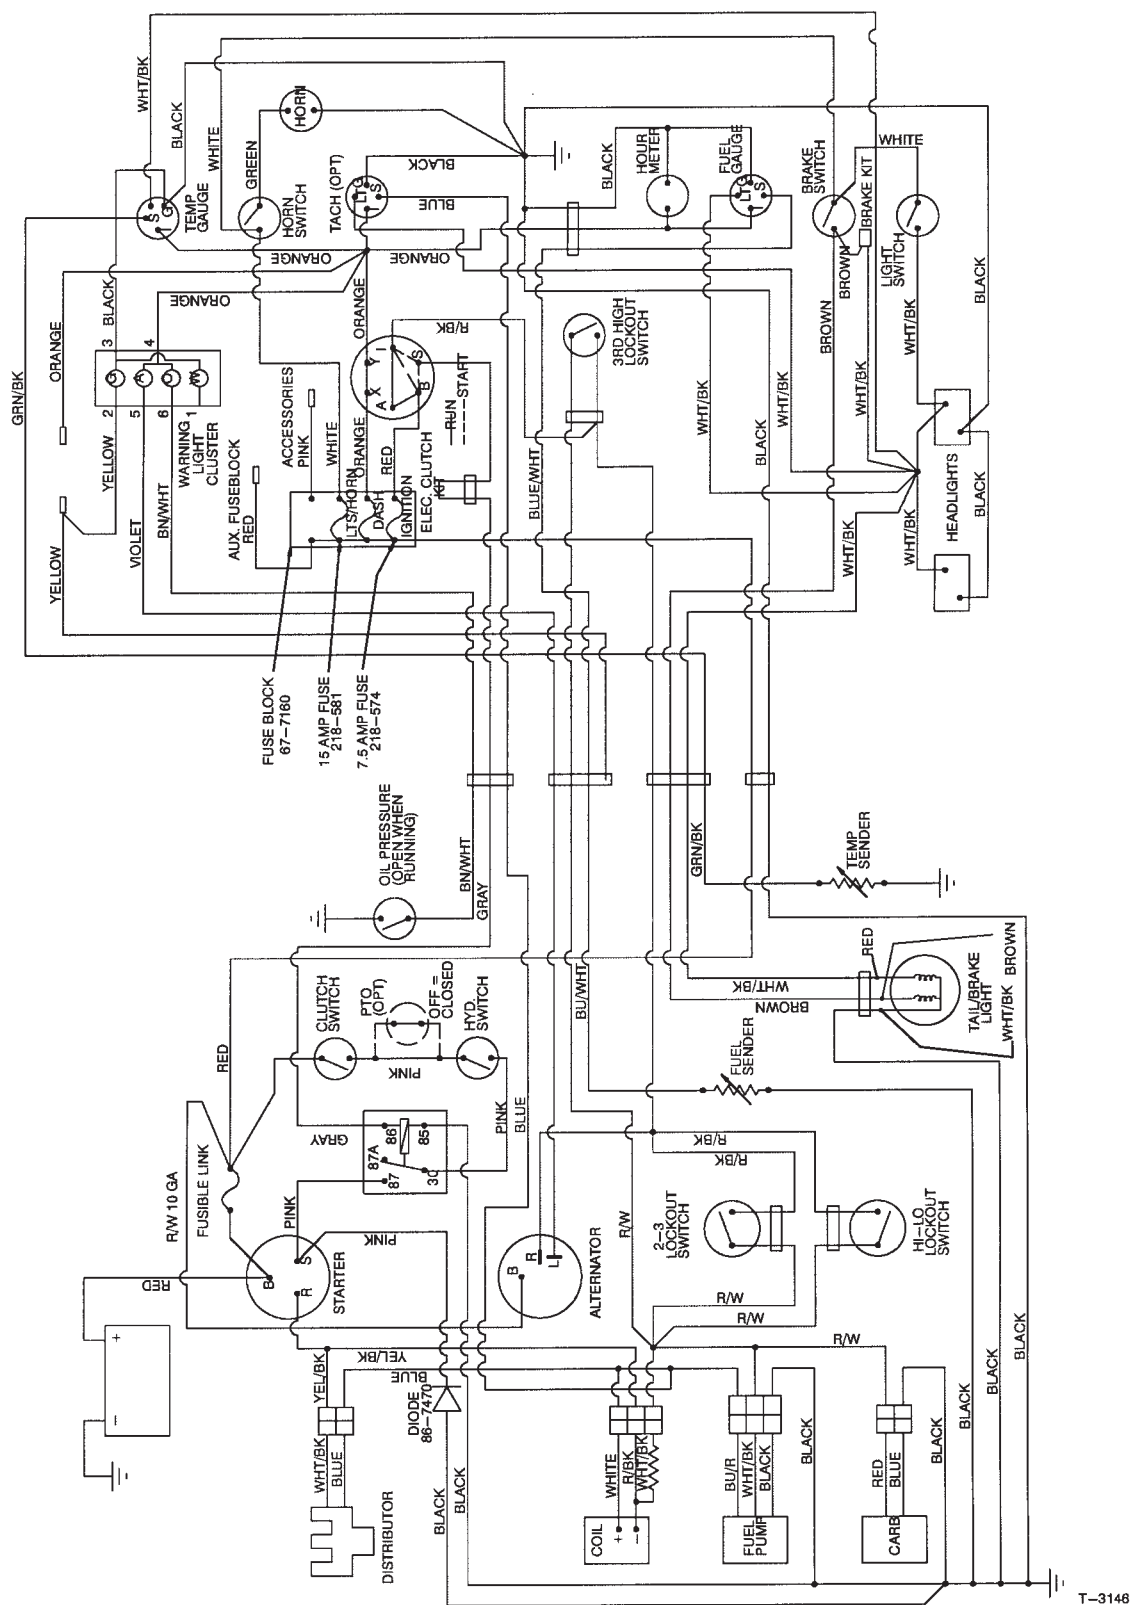 WHT/BK
BLACK
WHITE
GREEN
HORN
BLACK
BLACK
HOUR
METER
FUEL
GAUGE
BRAKE
SWITCH
WHITE
S
G
I
TEMP
GAUGE
HORN
SWITCH
TACH (OPT)
G
LT
S
I
BLUE
G
LT
S
I
BRAKE KIT
LIGHT
SWITCH
ORANGE
ORANGE
ORANGE
BROWN
BLACK
GRN/BK
ORANGE
BLACK
3
4
ORANGE
R/BK
3RD HIGH
LOCKOUT
SWITCH
BROWN
WHT/BK
G
A
O
W
2
5
6
1
WARNING
LIGHT
CLUSTER
ACCESSORIES
PINK
WHITE
ORANGE
RED
Y
I
X
S
A
B
RUN
START
WHT/BK
BLACK
WHT/BK
WHT/BK
YELLOW
YELLOW
VIOLET
BN/WHT
AUX. FUSEBLOCK
RED
LTS/HORN
DASH
IGNITION
ELEC. CLUTCH
KIT
BLUE/WHT
WHT/BK
WHT/BK
HEADLIGHTS
BLACK
FUSE BLOCK
67-7160
15 AMP FUSE
218-581
7.5 AMP FUSE
218-574
OIL PRESSURE
(OPEN WHEN
RUNNING)
BN/WHT
GRAY
GRN/BK
TEMP
SENDER
RED
CLUTCH
SWITCH
PTO
(OPT)
OFF =
CLOSED
HYD.
SWITCH
PINK
BU/WHT
WHT/BK
BROWN
RED
TAIL/BRAKE
LIGHT
WHT/BK
BROWN
FUEL
SENDER
R/W 10 GA
FUSIBLE LINK
GRAY
86
85
87A
87
30
PINK
BLUE
R/BK
R/BK
PINK
PINK
RED
B
S
R
STARTER
B
R
L
ALTERNATOR
R/W
2-3
LOCKOUT
SWITCH
HI-LO
LOCKOUT
SWITCH
R/W
R/W
R/W
+
−
YEL/BK
YEL/BK
BLUE
DIODE
86-7470
WHT/BK
BLUE
DISTRIBUTOR
BLACK
BLACK
WHITE
R/BK
WHT/BK
COIL
+
−
BU/R
WHT/BK
BLACK
FUEL
PUMP
BLACK
RED
BLUE
CARB
BLACK
BLACK
BLACK
BLACK
T-3146